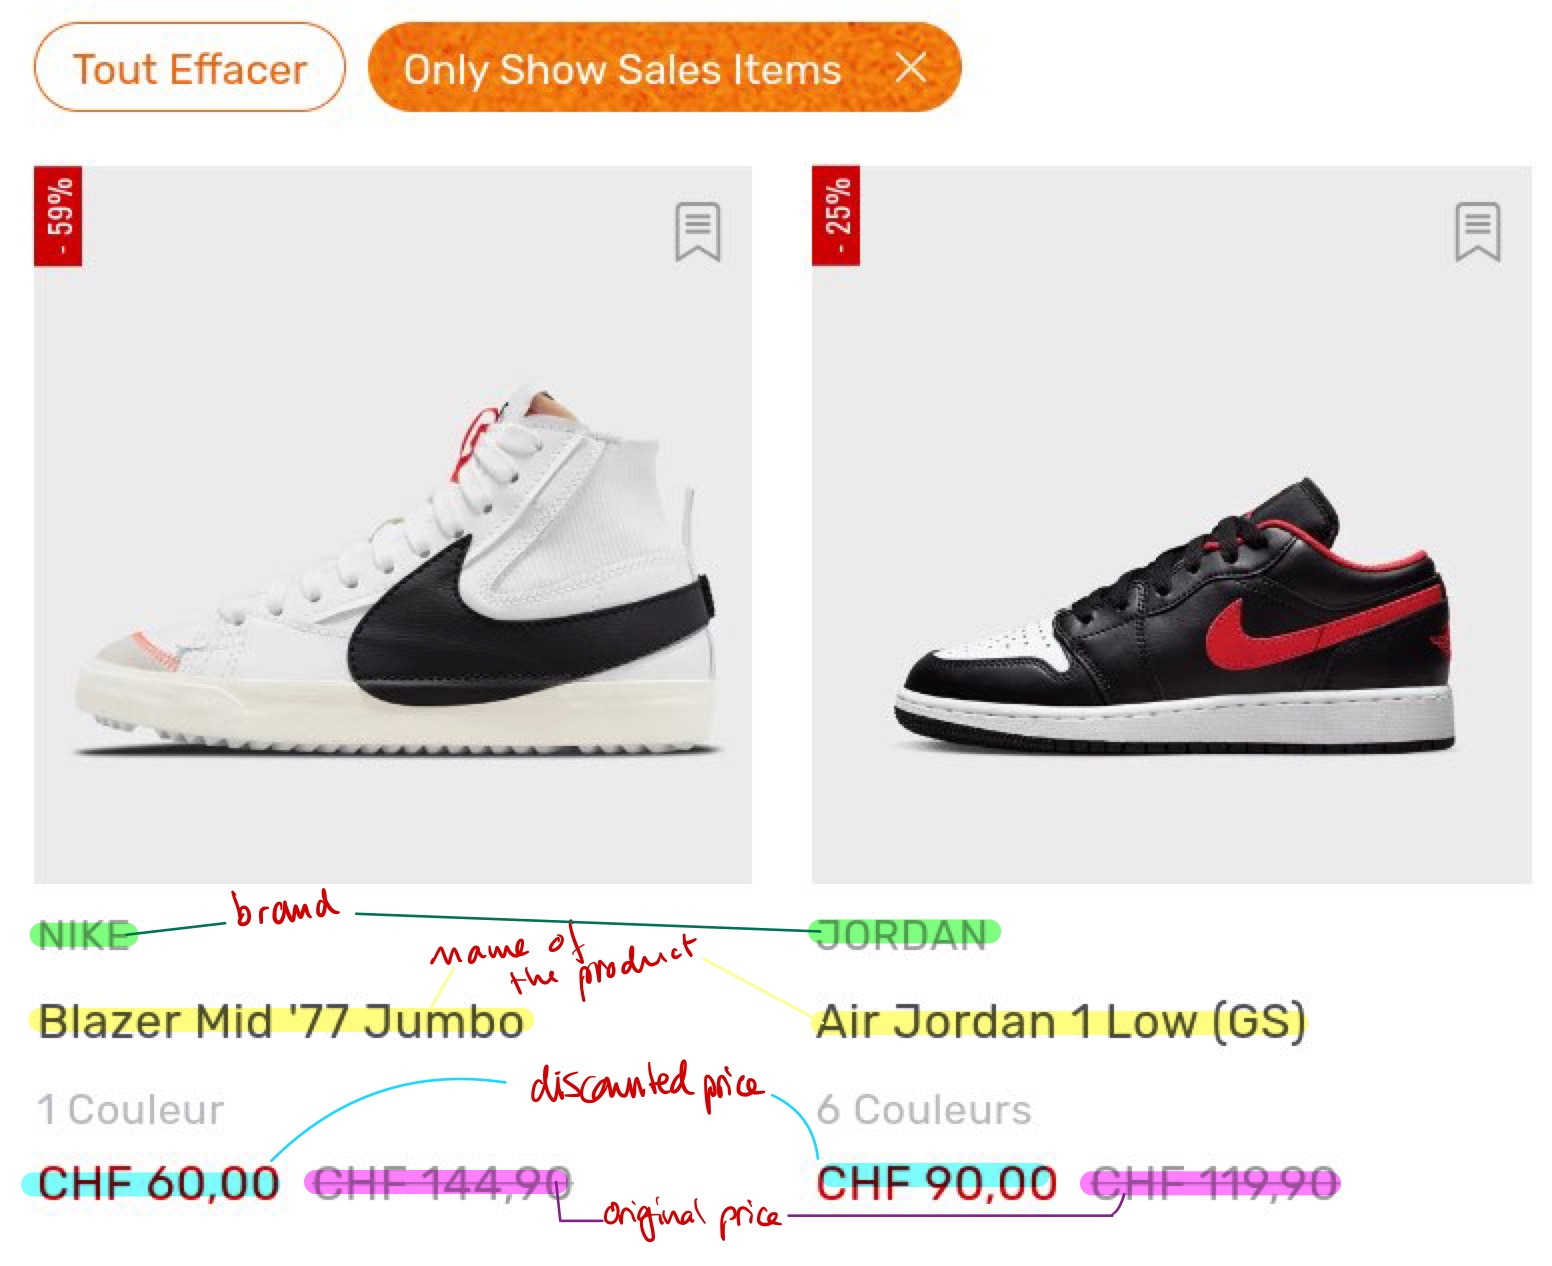 Tout Effacer
Only Show Sales Items
- 59%
- 25%
brand
NIKE
JORDAN
name of
the product
Blazer Mid '77 Jumbo
Air Jordan 1 Low (GS)
discounted price
1 Couleur
6 Couleurs
CHF 60,00 CHF 144,90
CHF 90,00 CHF 119,90
original price